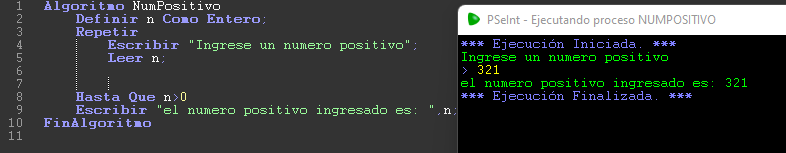 1 Algoritmo NumPositivo
2 Definir n Como Entero;
3 Repetir
4 Escribir "Ingrese un numero positivo";
5 Leer n;
6
7
8 Hasta Que n>0
9 Escribir "el numero positivo ingresado es: ",n;
10 FinAlgoritmo
11
PSeInt - Ejecutando proceso NUMPOSITIVO
*** Ejecución Iniciada. ***
Ingrese un numero positivo
> 321
el numero positivo ingresado es: 321
*** Ejecución Finalizada. ***